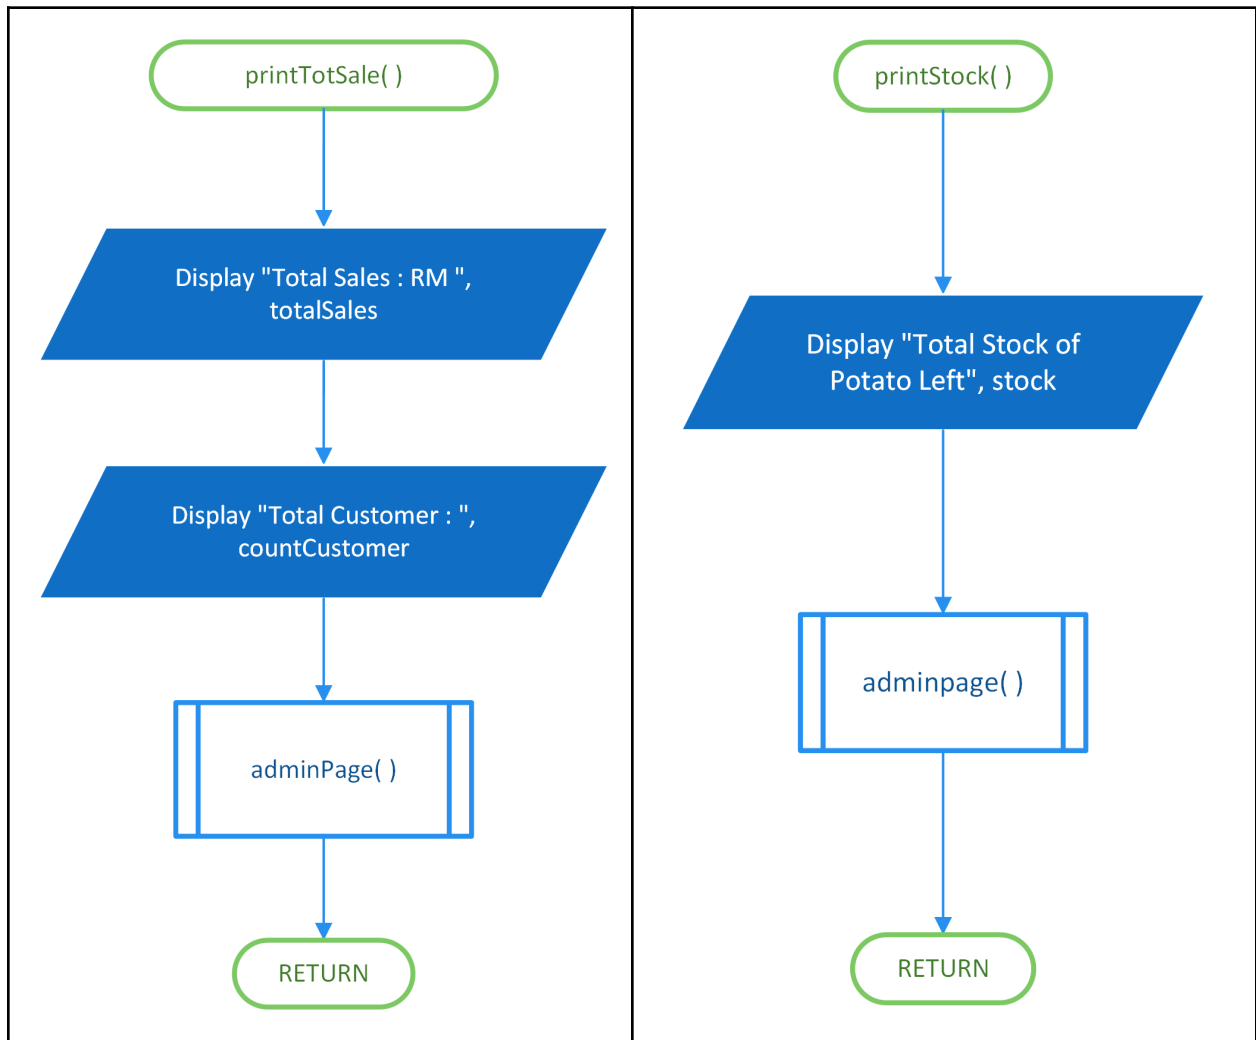 printTotSale( )
Display "Total Sales : RM ",
totalSales
Display "Total Customer : ",
countCustomer
adminPage( )
RETURN
printStock( )
Display "Total Stock of
Potato Left", stock
adminpage( )
RETURN